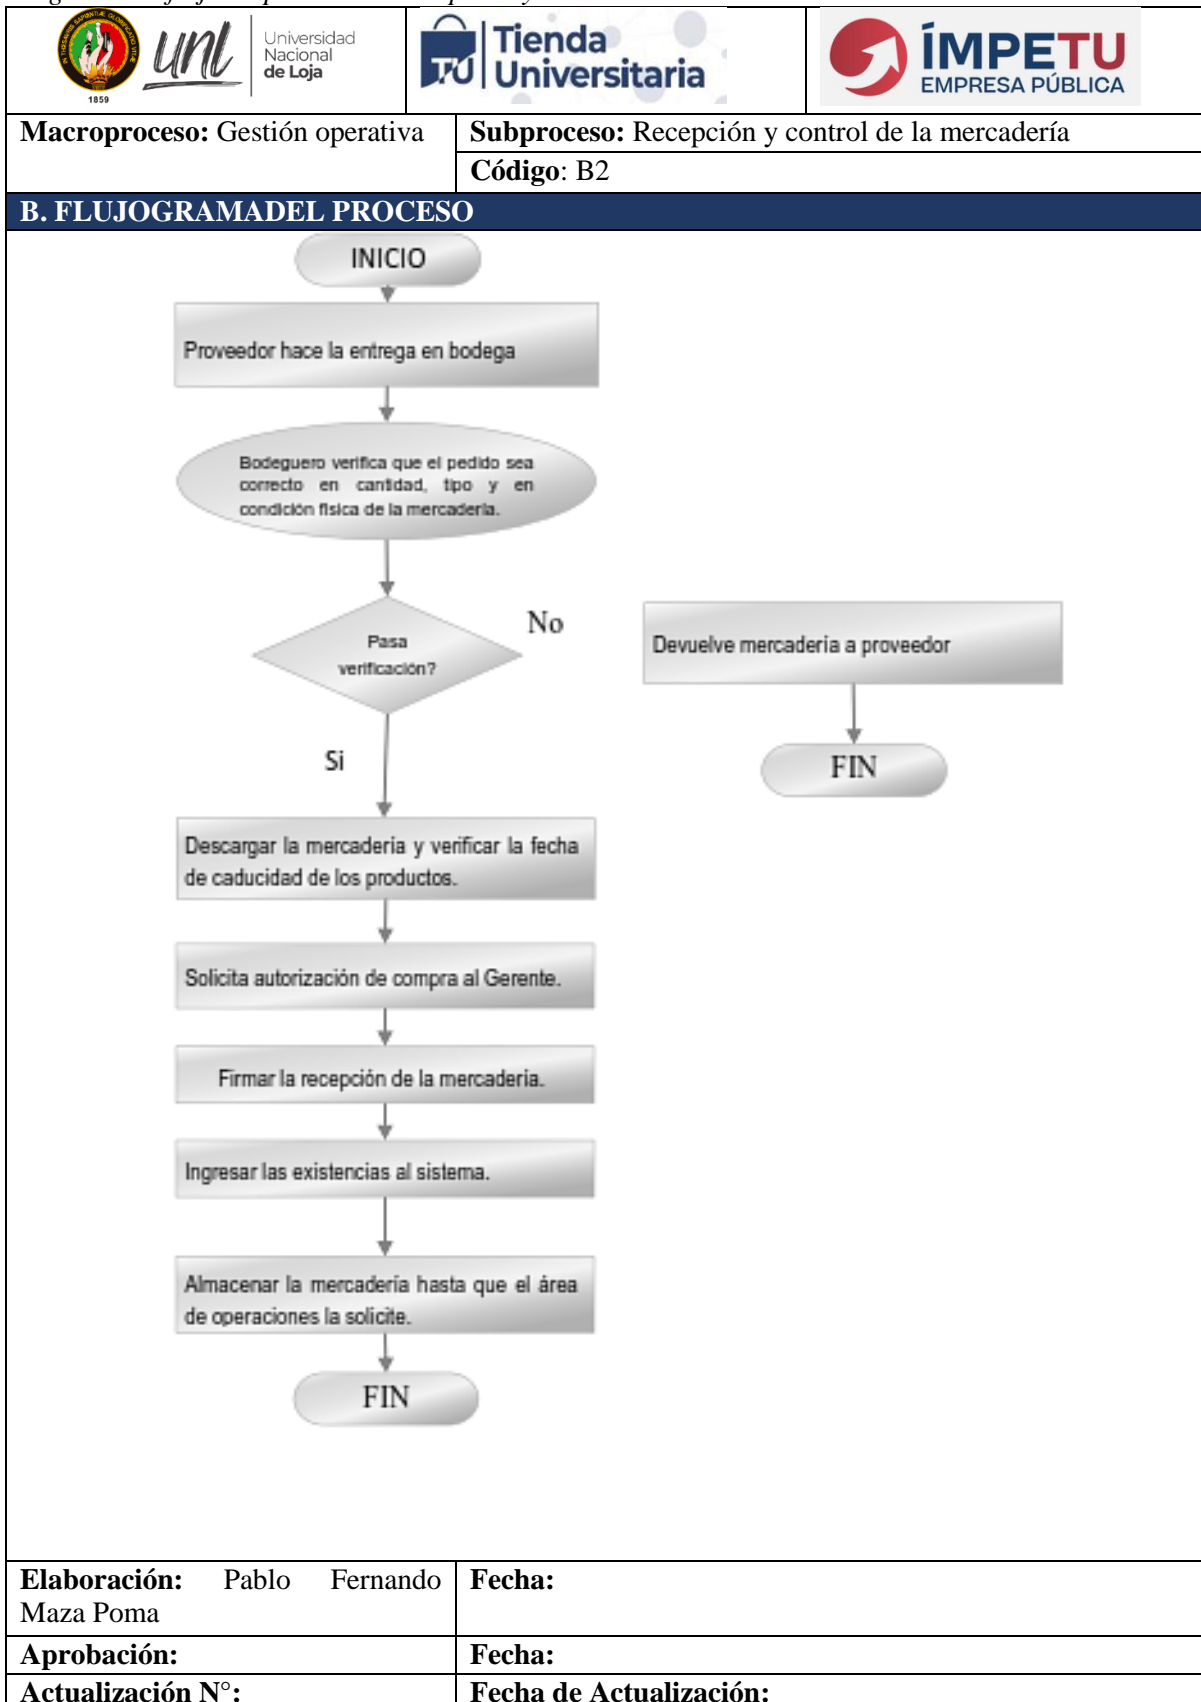 1859
unl
Universidad
Nacional
de Loja
TU
Tienda
Universitaria
ÍMPETU
EMPRESA PÚBLICA
Macroproceso: Gestión operativa
Subproceso: Recepción y control de la mercadería
Código: B2
B. FLUJOGRAMADEL PROCESO
INICIO
Proveedor hace la entrega en bodega
Bodeguero verifica que el pedido sea
correcto en cantidad, tipo y en
condición física de la mercadería.
Pasa
verificación?
No
Devuelve mercadería a proveedor
FIN
Si
Descargar la mercadería y verificar la fecha
de caducidad de los productos.
Solicita autorización de compra al Gerente.
Firmar la recepción de la mercadería.
Ingresar las existencias al sistema.
Almacenar la mercadería hasta que el área
de operaciones la solicite.
FIN
Elaboración: Pablo Fernando
Maza Poma
Fecha:
Aprobación:
Fecha:
Actualización N°:
Fecha de Actualización: